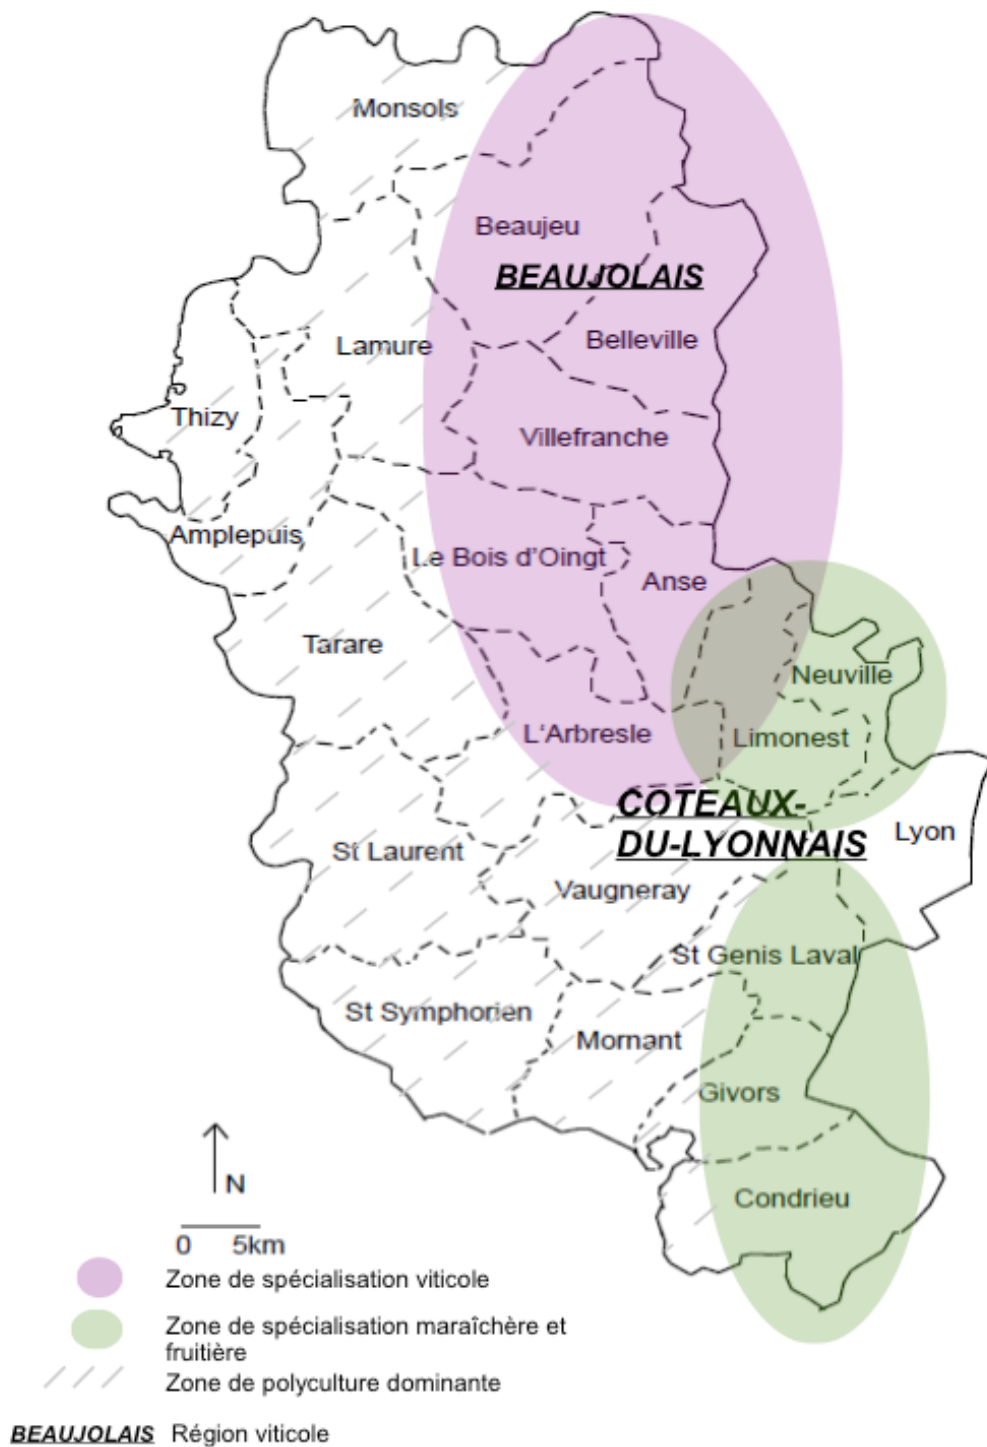 Monsols
Beaujeu
BEAUJOLAIS
Belleville
Lamure
Thizy
Villefranche
Amplepuis
Le Bois d'Oingt
Anse
Tarare
Neuville
L'Arbresle
Limonest
COTEAUX-
DU-LYONNAIS
Lyon
St Laurent
Vaugneray
St Genis Laval
St Symphorien
Mornant
Givors
Condrieu
N
0 5km
Zone de spécialisation viticole
Zone de spécialisation maraîchère et
fruitière
Zone de polyculture dominante
BEAUJOLAIS Région viticole